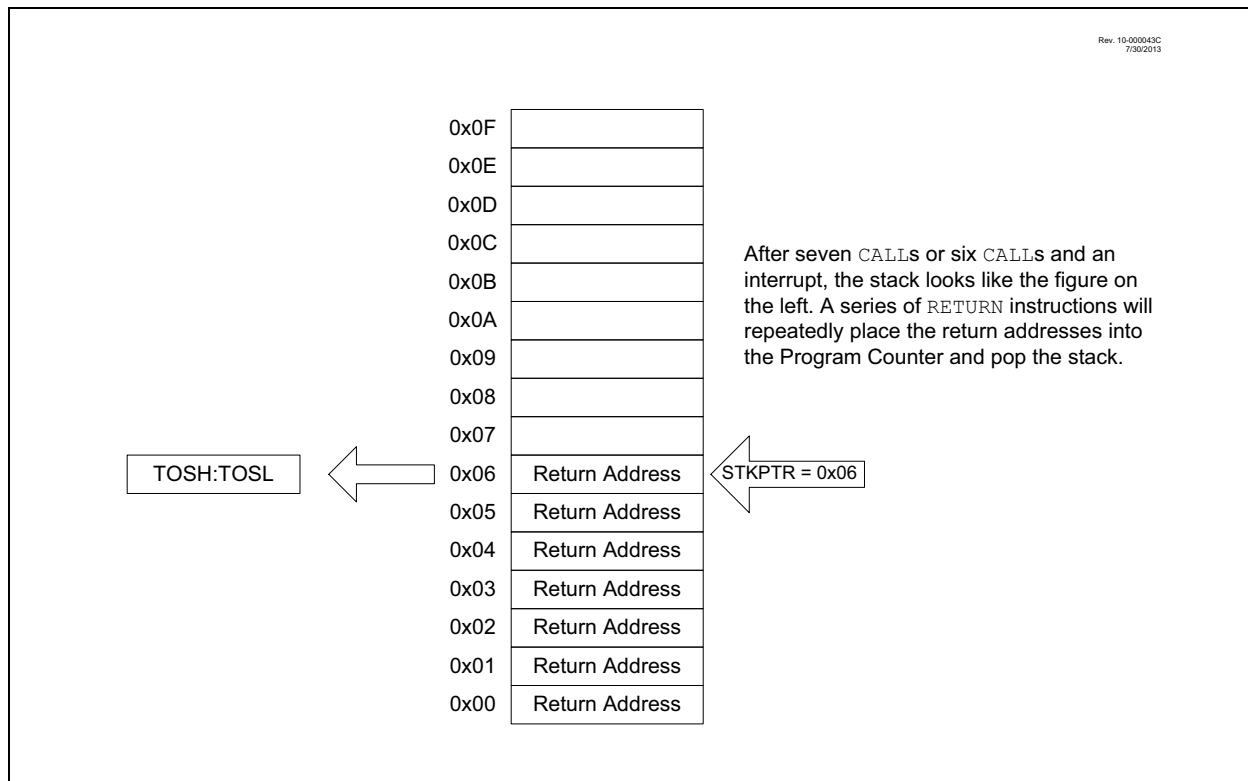 Rev. 10-000043C
7/30/2013
0x0F
0x0E
0x0D
0x0C
0x0B
0x0A
0x09
0x08
0x07
After seven CALLs or six CALLs and an
interrupt, the stack looks like the figure on
the left. A series of RETURN instructions will
repeatedly place the return addresses into
the Program Counter and pop the stack.
TOSH:TOSL
0x06 Return Address
STKPTR = 0x06
0x05 Return Address
0x04 Return Address
0x03 Return Address
0x02 Return Address
0x01 Return Address
0x00 Return Address